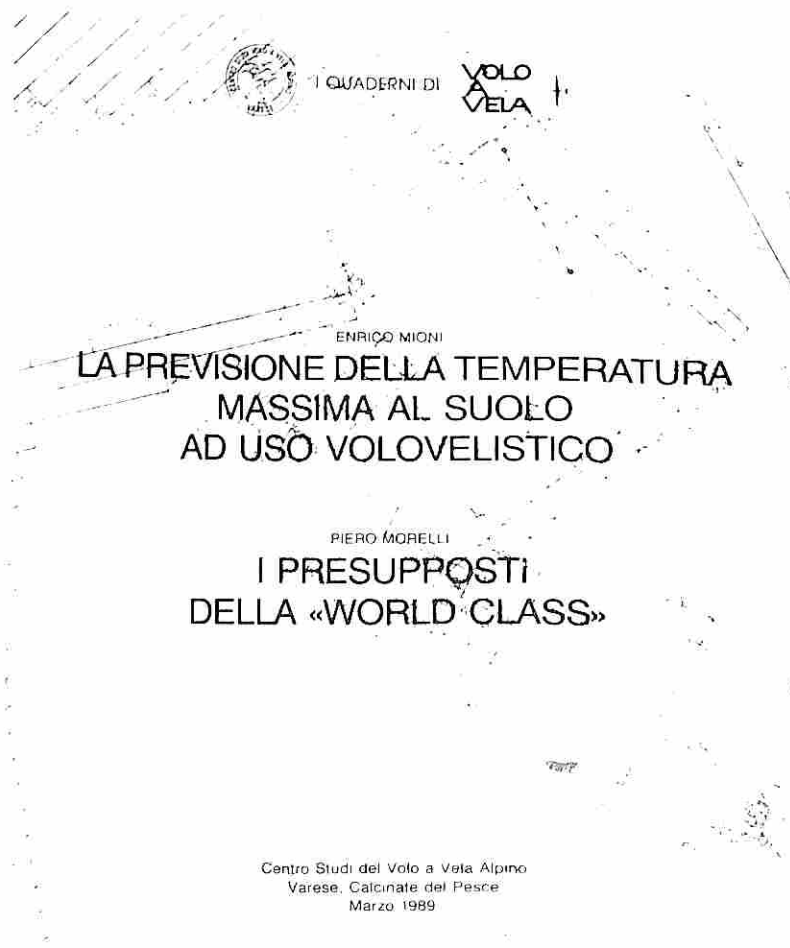 I QUADERNI DI
VOLO
A
VELA
ENRICO MIONI
LA PREVISIONE DELLA TEMPERATURA
MASSIMA AL SUOLO
AD USO VOLOVELISTICO
PIERO MORELLI
I PRESUPPOSTI
DELLA «WORLD CLASS»
Centro Studi del Volo a Vela Alpino
Varese, Calcinate del Pesce
Marzo 1989